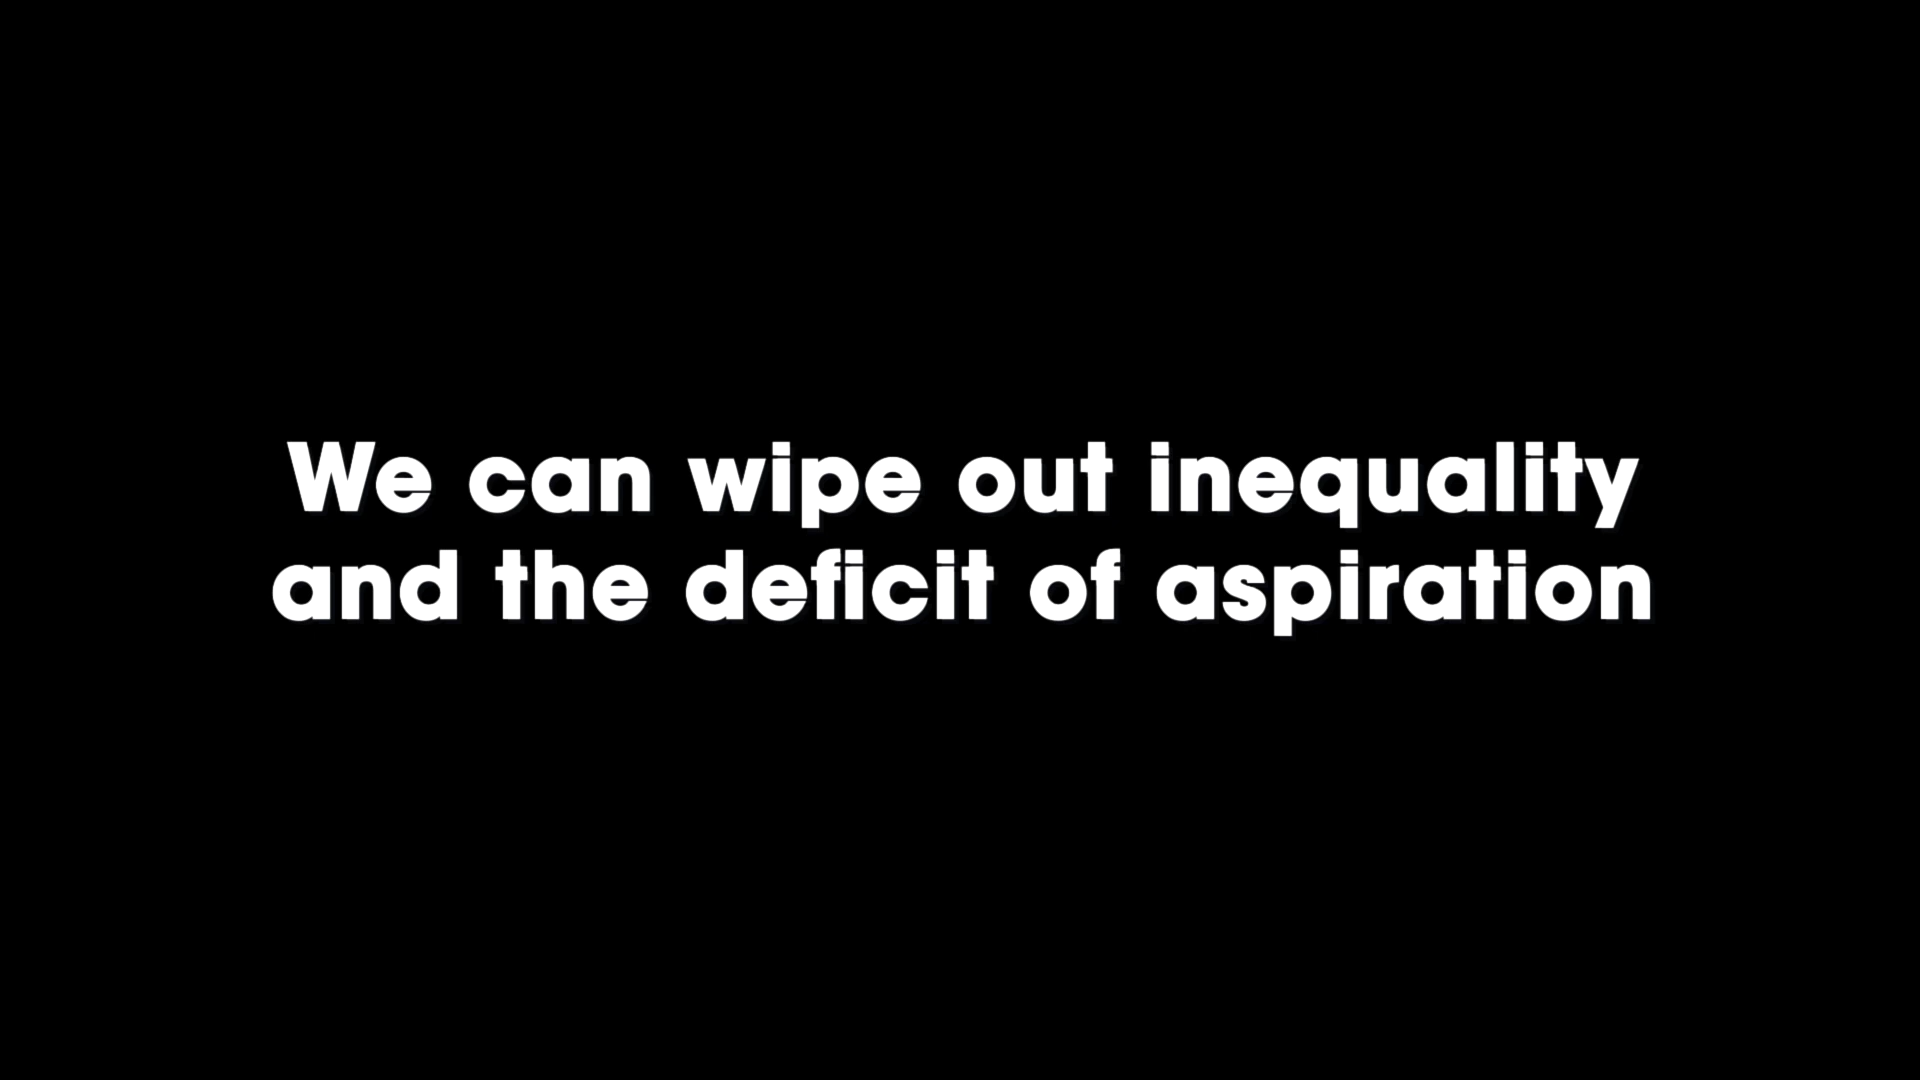 We can wipe out inequality
and the deficit of aspiration